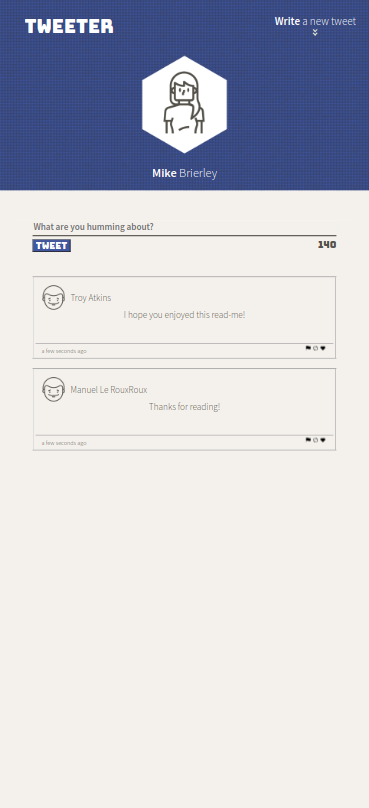 TWEETER
Write a new tweet
Mike Brierley
What are you humming about?
TWEET
140
Troy Atkins
I hope you enjoyed this read-me!
a few seconds ago
Manuel Le RouxRoux
Thanks for reading!
a few seconds ago